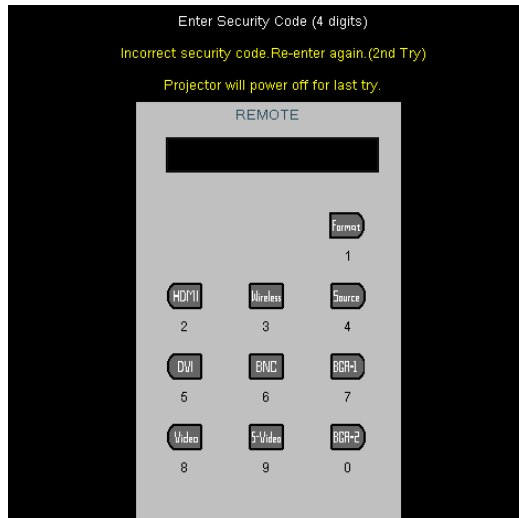 Enter Security Code (4 digits)
Incorrect security code.Re-enter again.(2nd Try)
Projector will power off for last try.
REMOTE
Format
1
HDMI Wireless Source
2 3 4
DVI BNC BGA-1
5 6 7
Video S-Video BGA-2
8 9 0